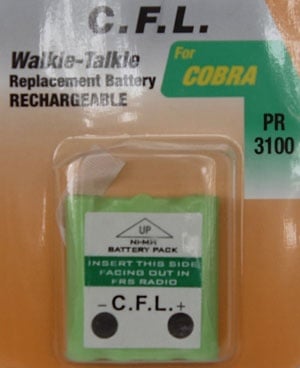 C.F.L.
Walkie-Talkie
Replacement Battery
RECHARGEABLE
For
COBRA
PR
3100
UP
NI-MH
BATTERY PACK
INSERT THIS SIDE
FACING OUT IN
FRS RADIO
– C.F.L. +